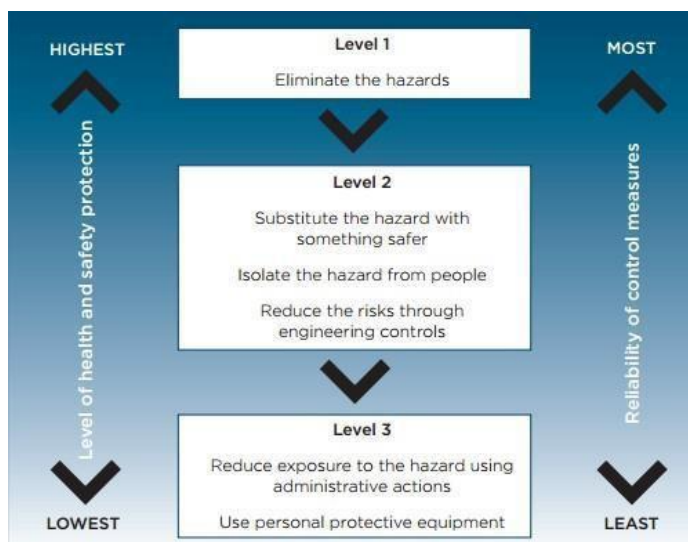 HIGHEST
Level 1
MOST
Eliminate the hazards
Level of health and safety protection
Level 2
Substitute the hazard with
something safer
Isolate the hazard from people
Reduce the risks through
engineering controls
Reliability of control measures
Level 3
Reduce exposure to the hazard using
administrative actions
Use personal protective equipment
LOWEST
LEAST